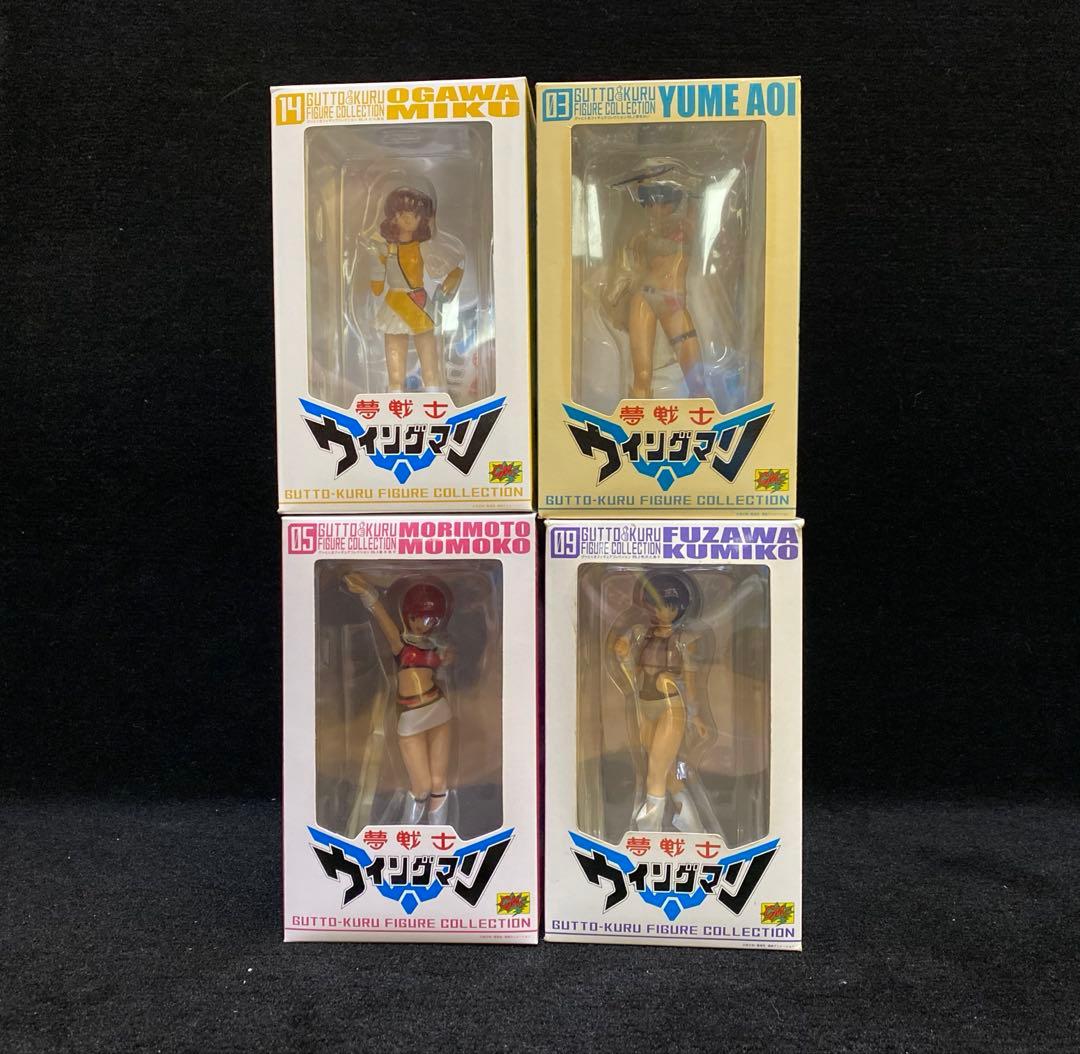 14 GUTTO KURU FIGURE COLLECTION OGAWA MIKU
夢戦士
ウイングマン
GUTTO-KURU FIGURE COLLECTION
03 GUTTO KURU FIGURE COLLECTION YUME AOI
夢戦士
ウイングマン
GUTTO-KURU FIGURE COLLECTION
05 GUTTO KURU FIGURE COLLECTION MORIMOTO MOMOKO
夢戦士
ウイングマン
GUTTO-KURU FIGURE COLLECTION
09 GUTTO KURU FIGURE COLLECTION FUZAWA KUMIKO
夢戦士
ウイングマン
GUTTO-KURU FIGURE COLLECTION